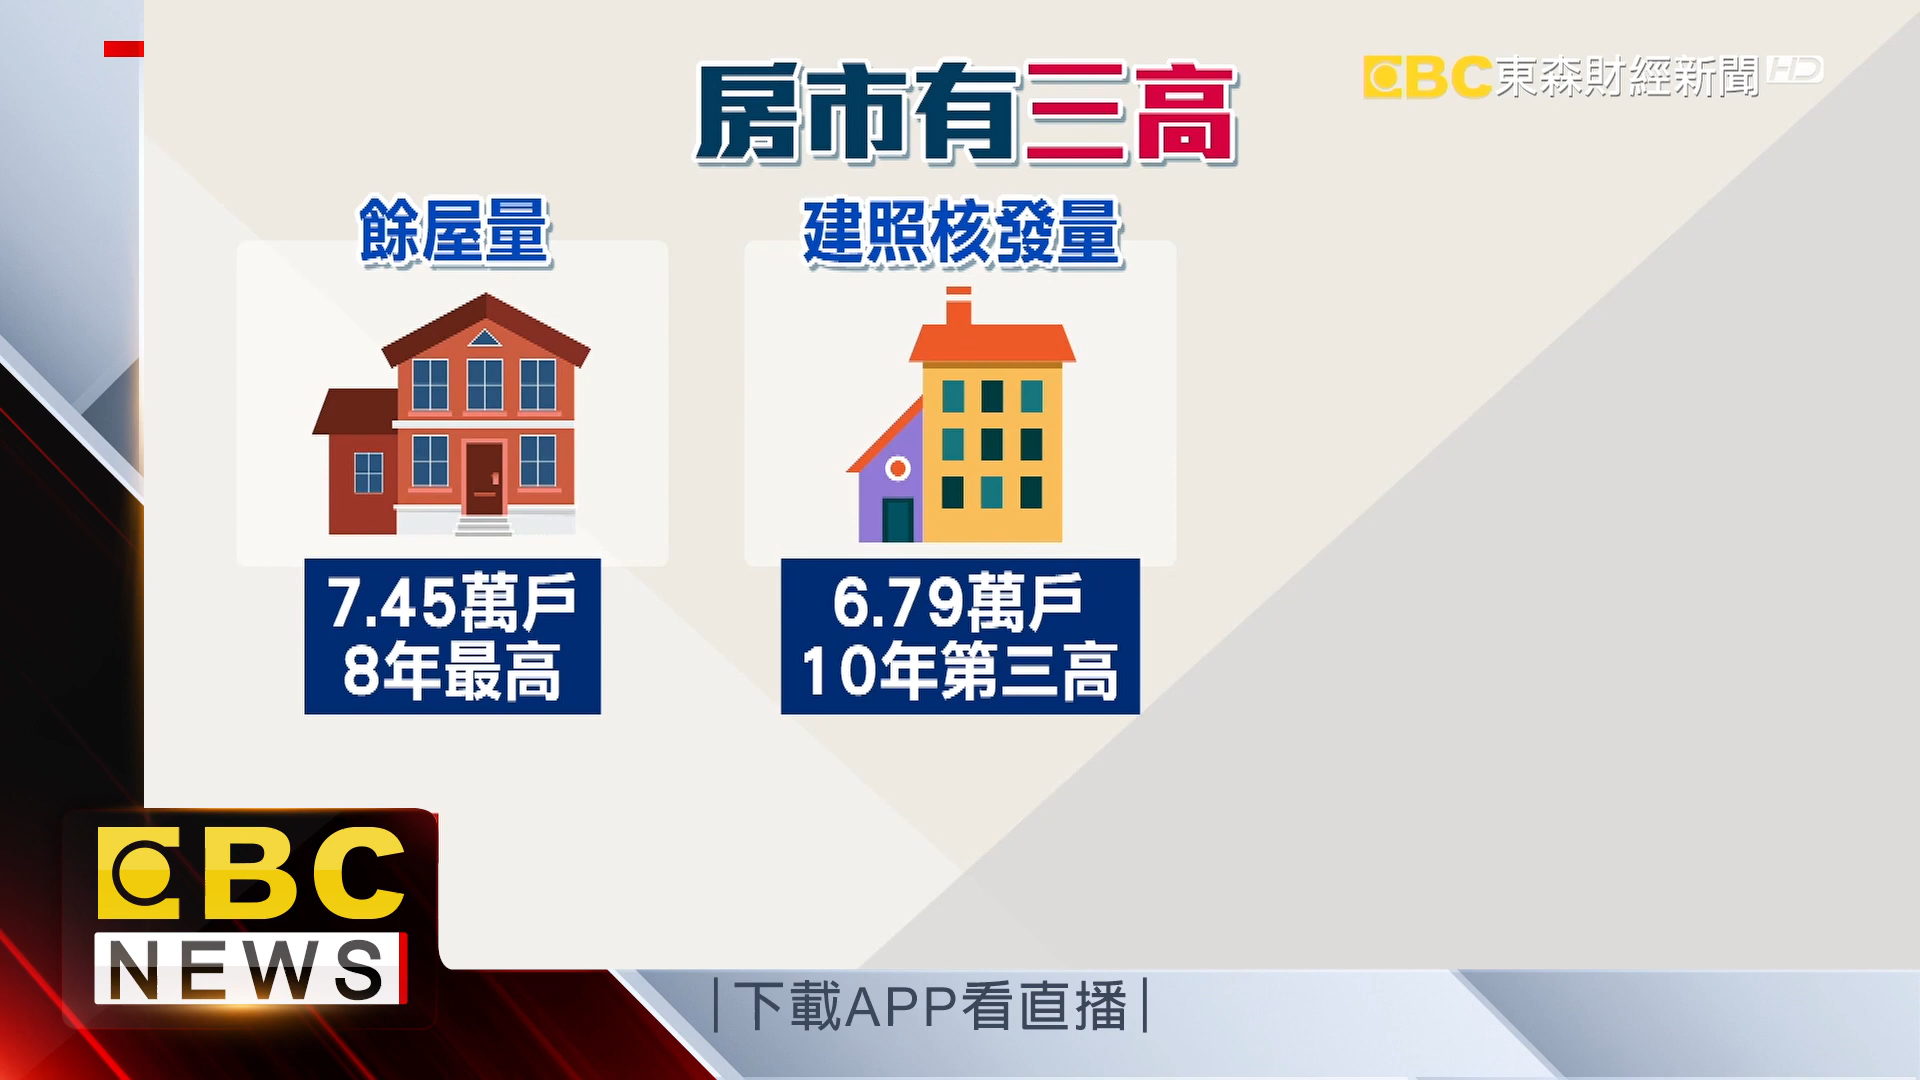 房市有三高
EBC東森財經新聞HD
餘屋量
建照核發量
7.45萬戶
8年最高
6.79萬戶
10年第三高
EBC
NEWS
|下載APP看直播|